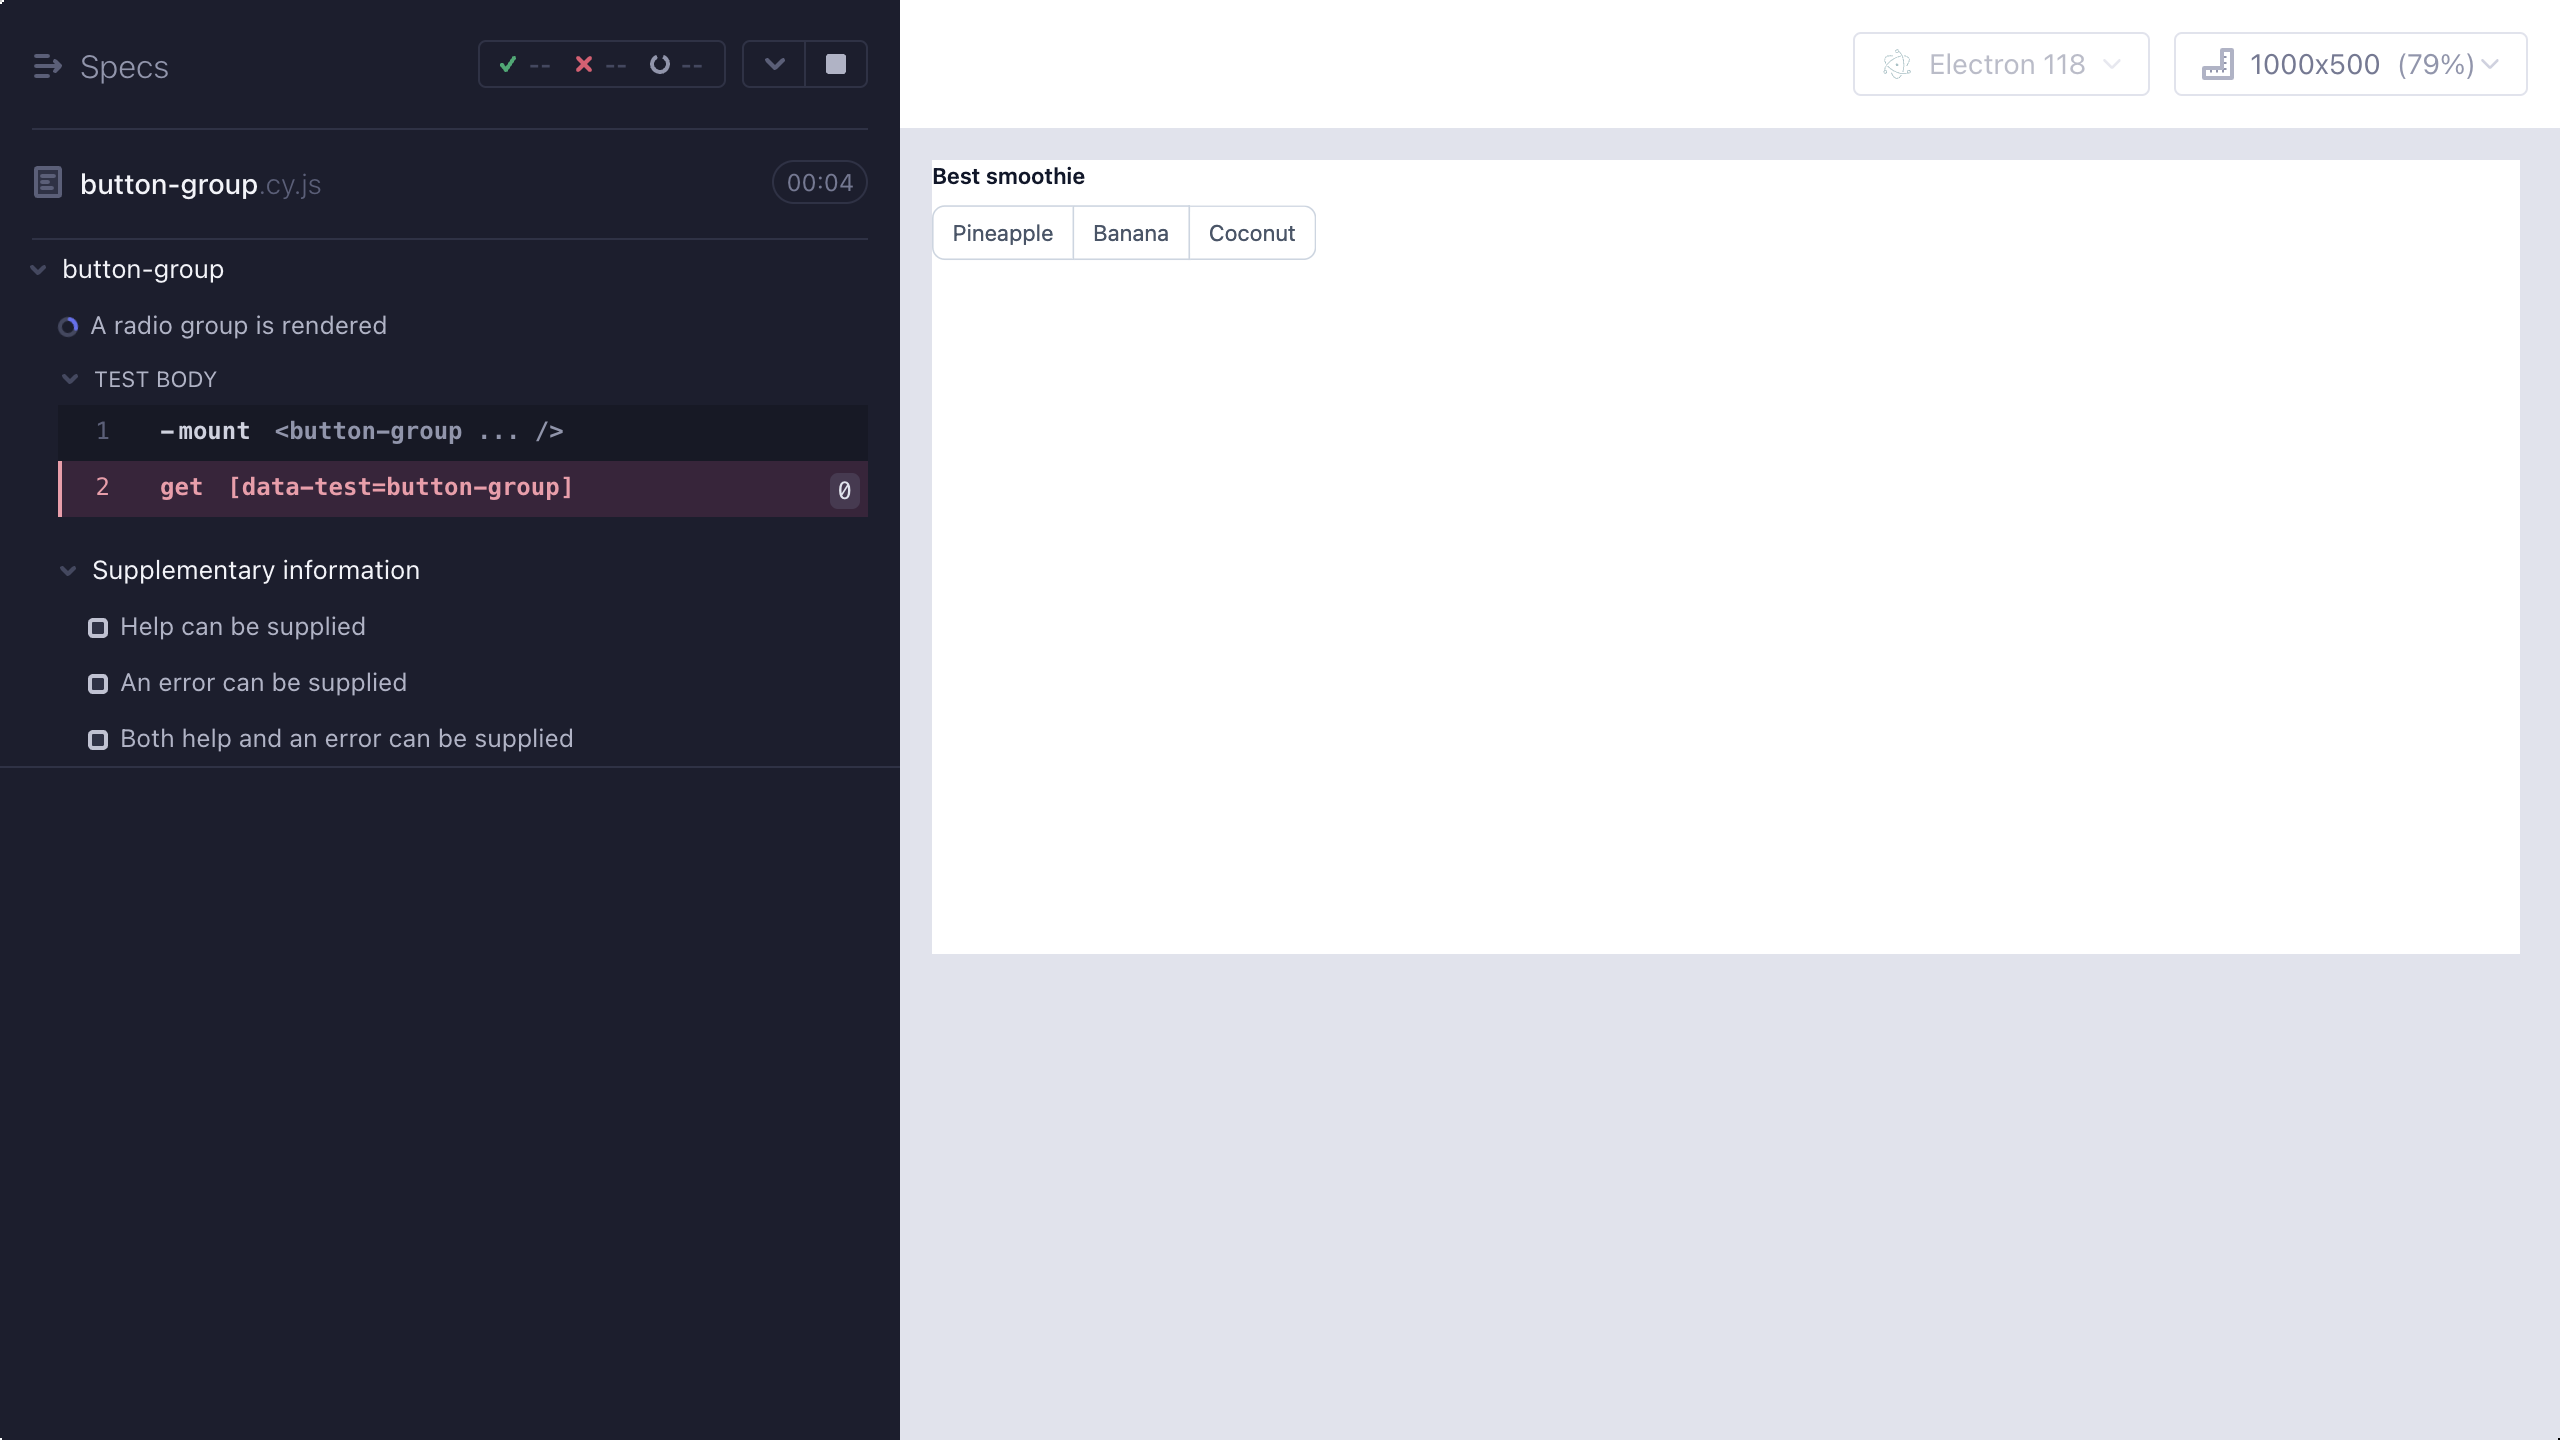 Specs
-- -- --
button-group.cy.js
00:04
button-group
A radio group is rendered
TEST BODY
1 -mount <button-group ... />
2 get [data-test=button-group] 0
Supplementary information
Help can be supplied
An error can be supplied
Both help and an error can be supplied
Electron 118
1000x500 (79%)
Best smoothie
Pineapple Banana Coconut